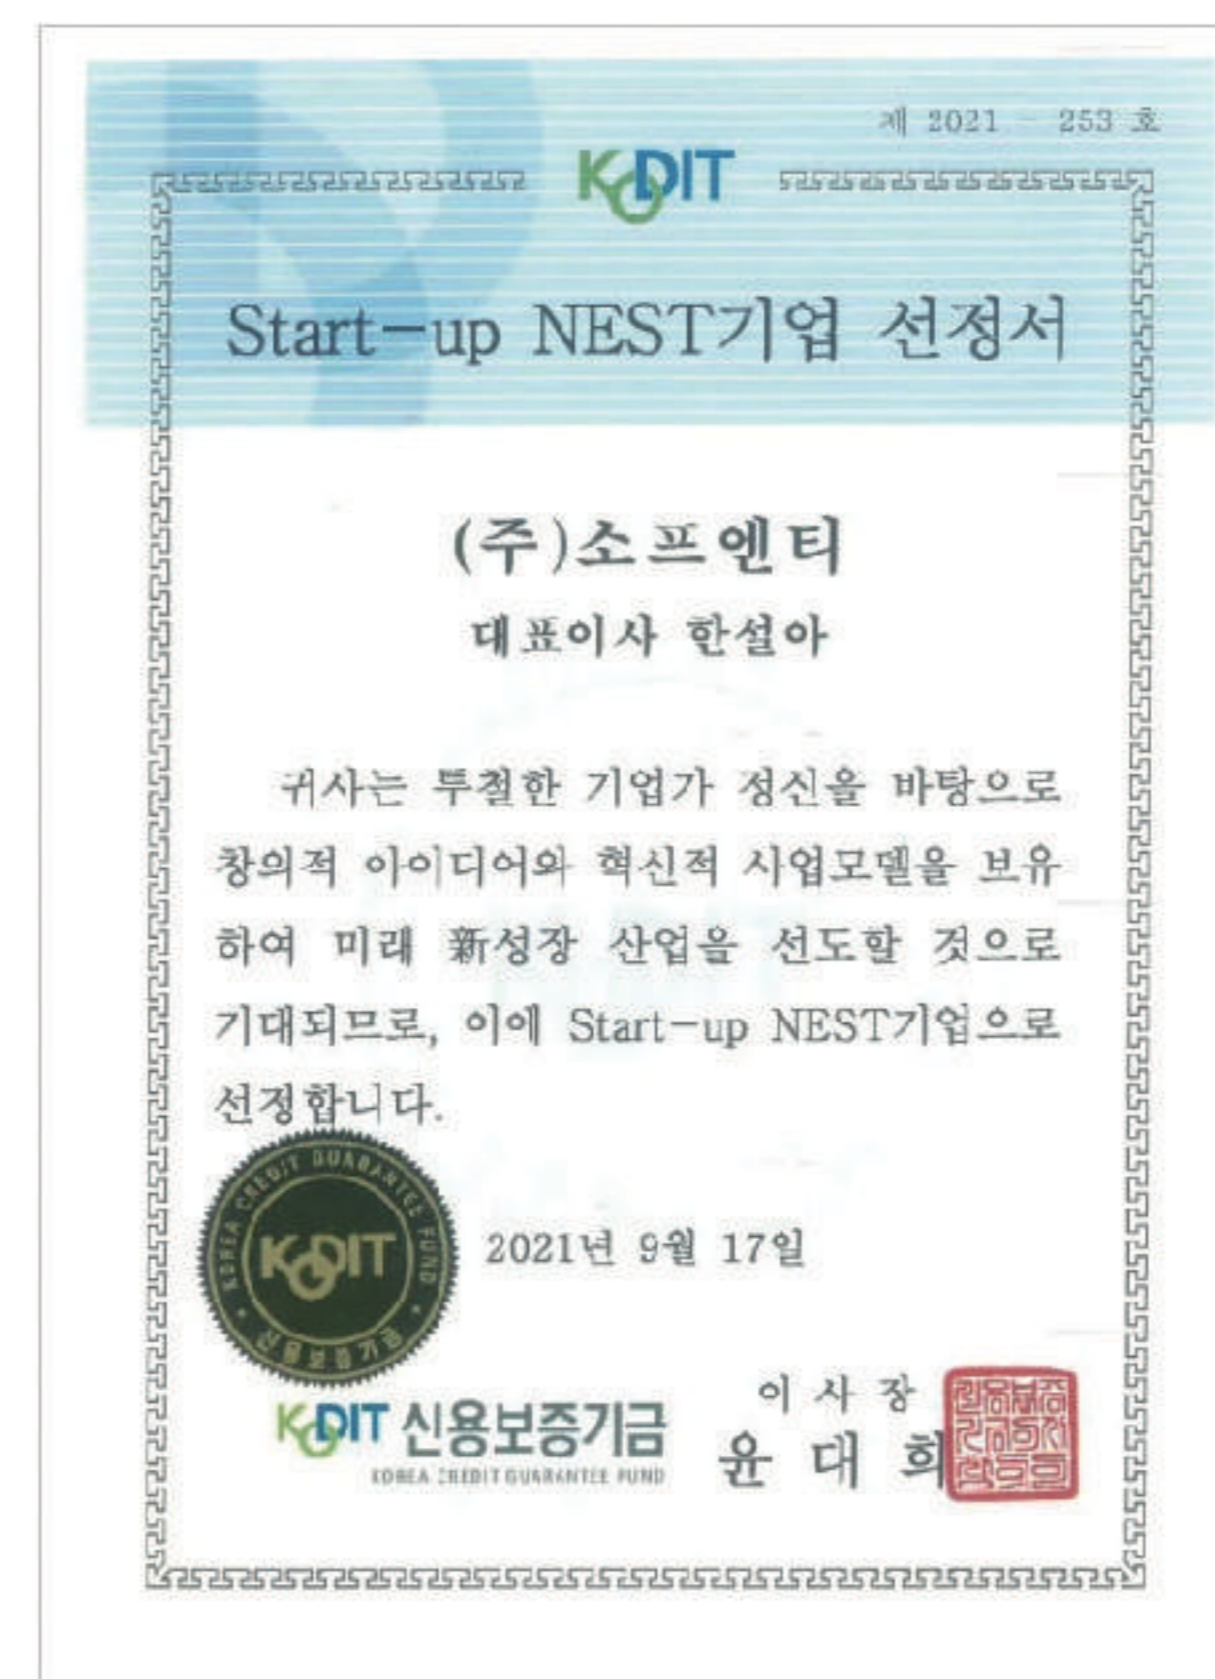 제 2021 - 253 호
KODIT
Start-up NEST기업 선정서
(주)소프엔티
대표이사 한설아
귀사는 투철한 기업가 정신을 바탕으로
창의적 아이디어와 혁신적 사업모델을 보유
하여 미래 新성장 산업을 선도할 것으로
기대되므로, 이에 Start-up NEST기업으로
선정합니다.
KOREA CREDIT GUARANTEE FUND
KODIT
2021년 9월 17일
이사장
KODIT 신용보증기금
윤대희
KOREA CREDIT GUARANTEE FUND